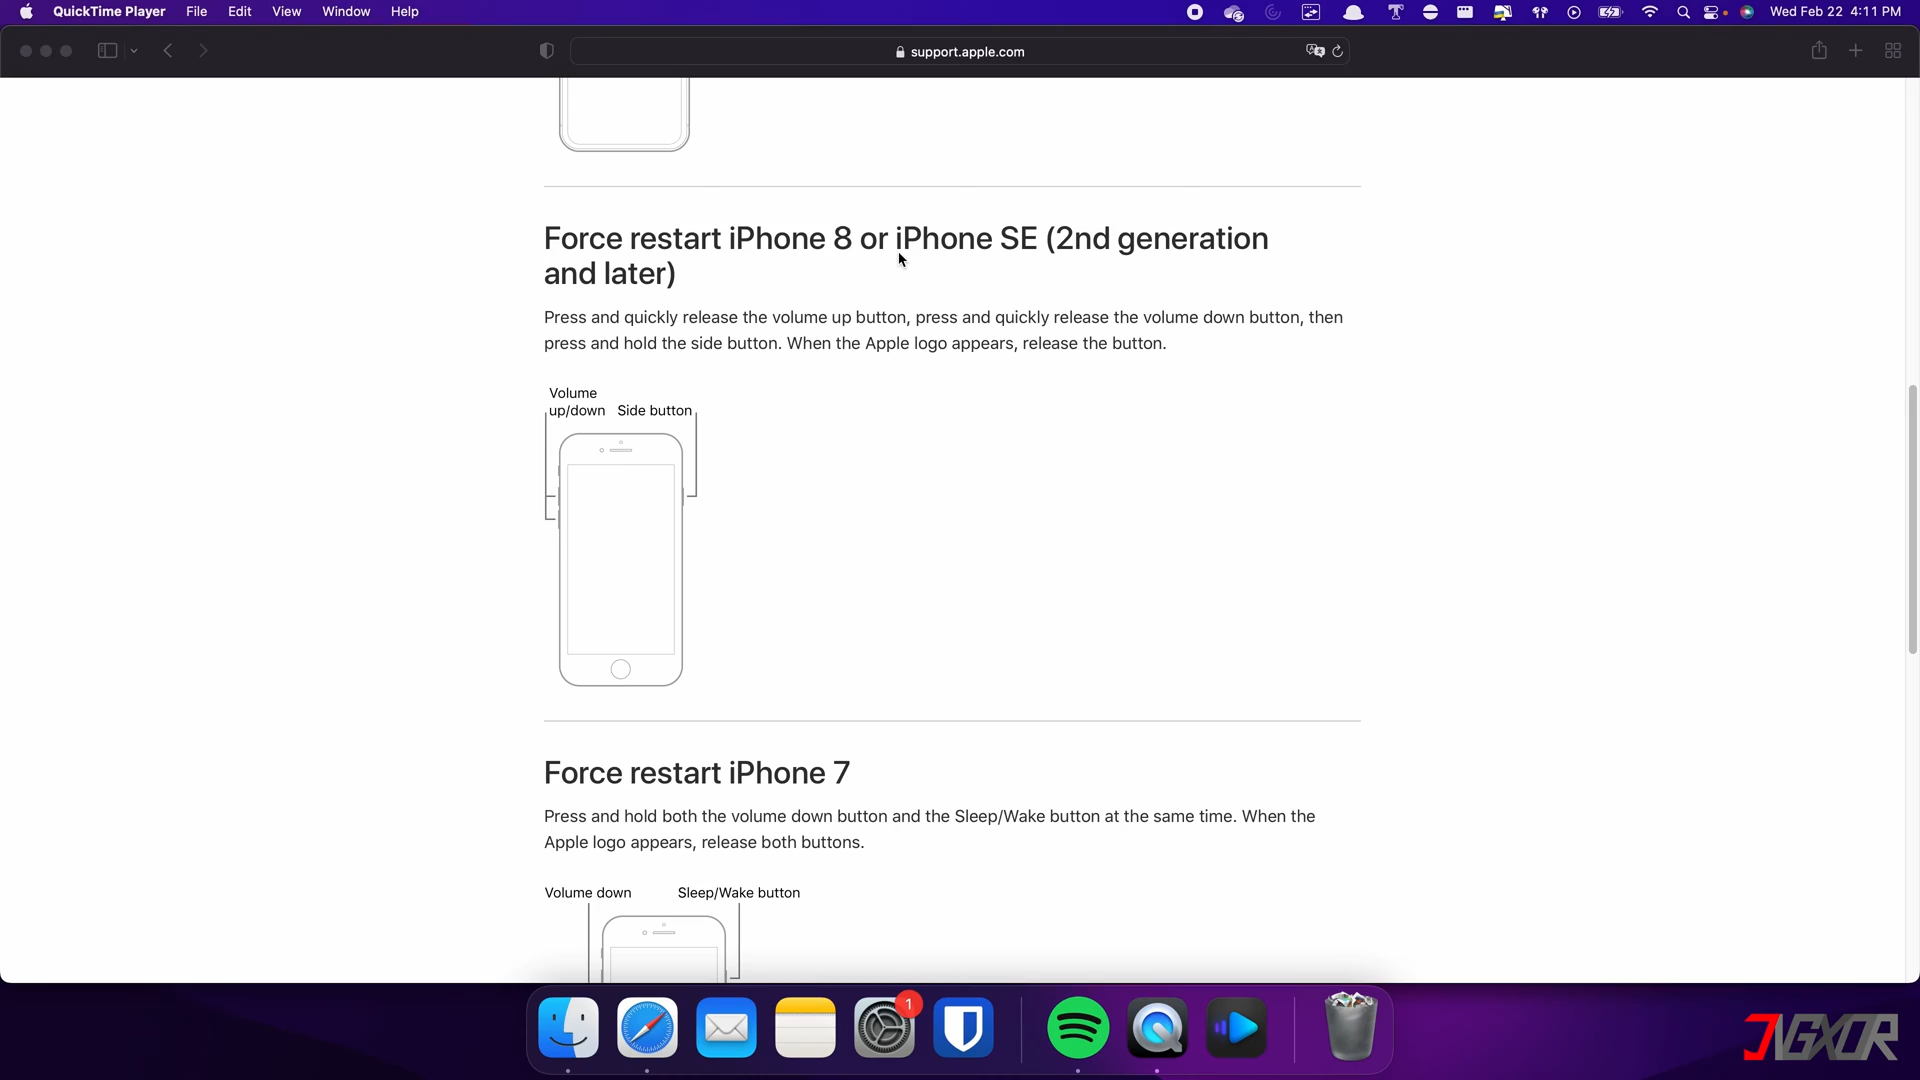 QuickTime Player File Edit View Window Help Wed Feb 22 4:11 PM
support.apple.com
Force restart iPhone 8 or iPhone SE (2nd generation
and later)
Press and quickly release the volume up button, press and quickly release the volume down button, then
press and hold the side button. When the Apple logo appears, release the button.
Volume
up/down Side button
Force restart iPhone 7
Press and hold both the volume down button and the Sleep/Wake button at the same time. When the
Apple logo appears, release both buttons.
Volume down Sleep/Wake button
1